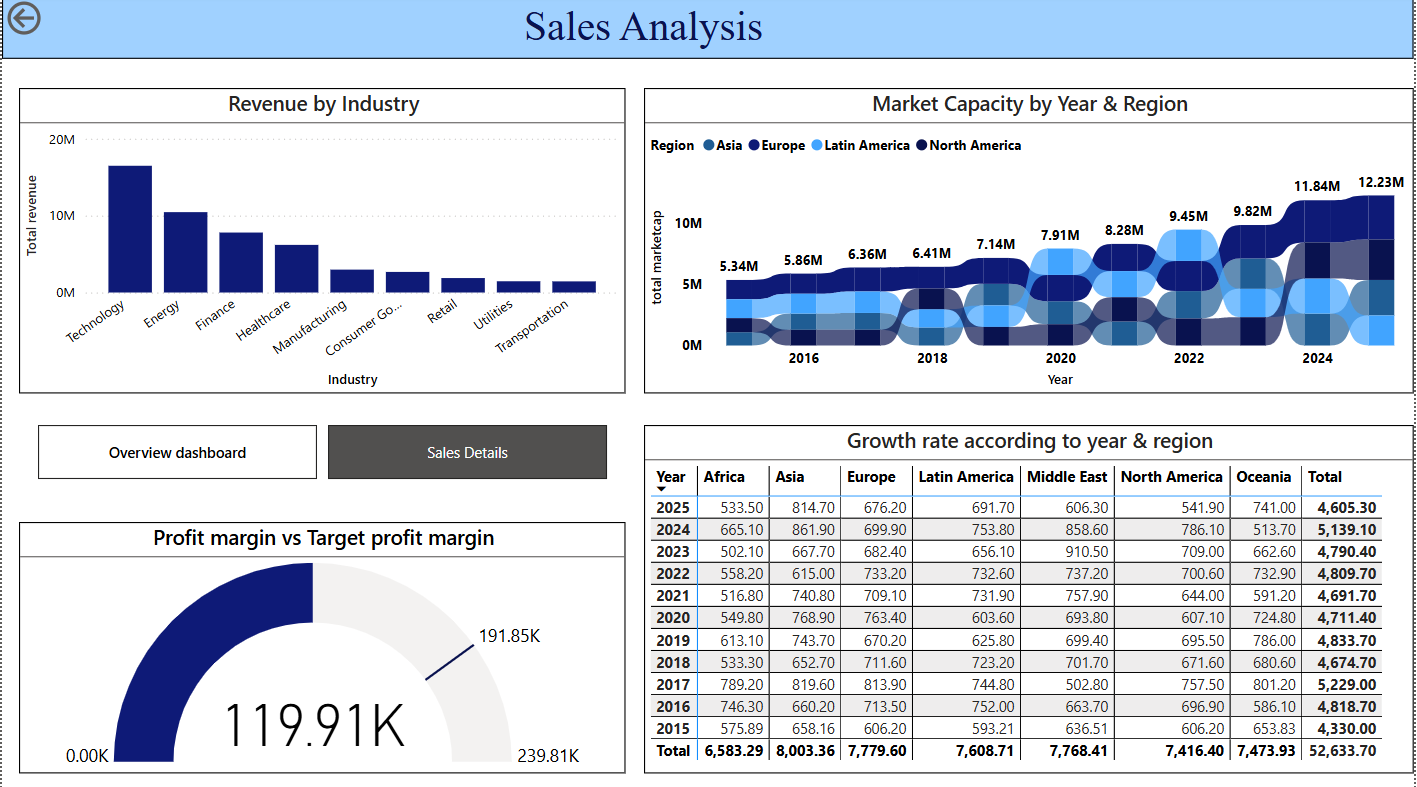 Sales Analysis
Revenue by Industry
20M
10M
0M
Total revenue
Technology
Energy
Finance
Healthcare
Manufacturing
Consumer Go...
Retail
Utilities
Transportation
Industry
Market Capacity by Year & Region
Region Asia Europe Latin America North America
total marketcap
10M
5M
0M
5.34M
5.86M
6.36M
6.41M
7.14M
7.91M
8.28M
9.45M
9.82M
11.84M
12.23M
2016 2018 2020 2022 2024
Year
Overview dashboard
Sales Details
Profit margin vs Target profit margin
191.85K
119.91K
0.00K
239.81K
Growth rate according to year & region
Year Africa Asia Europe Latin America Middle East North America Oceania Total
2025 533.50 814.70 676.20 691.70 606.30 541.90 741.00 4,605.30
2024 665.10 861.90 699.90 753.80 858.60 786.10 513.70 5,139.10
2023 502.10 667.70 682.40 656.10 910.50 709.00 662.60 4,790.40
2022 558.20 615.00 733.20 732.60 737.20 700.60 732.90 4,809.70
2021 516.80 740.80 709.10 731.90 757.90 644.00 591.20 4,691.70
2020 549.80 768.90 763.40 603.60 693.80 607.10 724.80 4,711.40
2019 613.10 743.70 670.20 625.80 699.40 695.50 786.00 4,833.70
2018 533.30 652.70 711.60 723.20 701.70 671.60 680.60 4,674.70
2017 789.20 819.60 813.90 744.80 502.80 757.50 801.20 5,229.00
2016 746.30 660.20 713.50 752.00 663.70 696.90 586.10 4,818.70
2015 575.89 658.16 606.20 593.21 636.51 606.20 653.83 4,330.00
Total 6,583.29 8,003.36 7,779.60 7,608.71 7,768.41 7,416.40 7,473.93 52,633.70